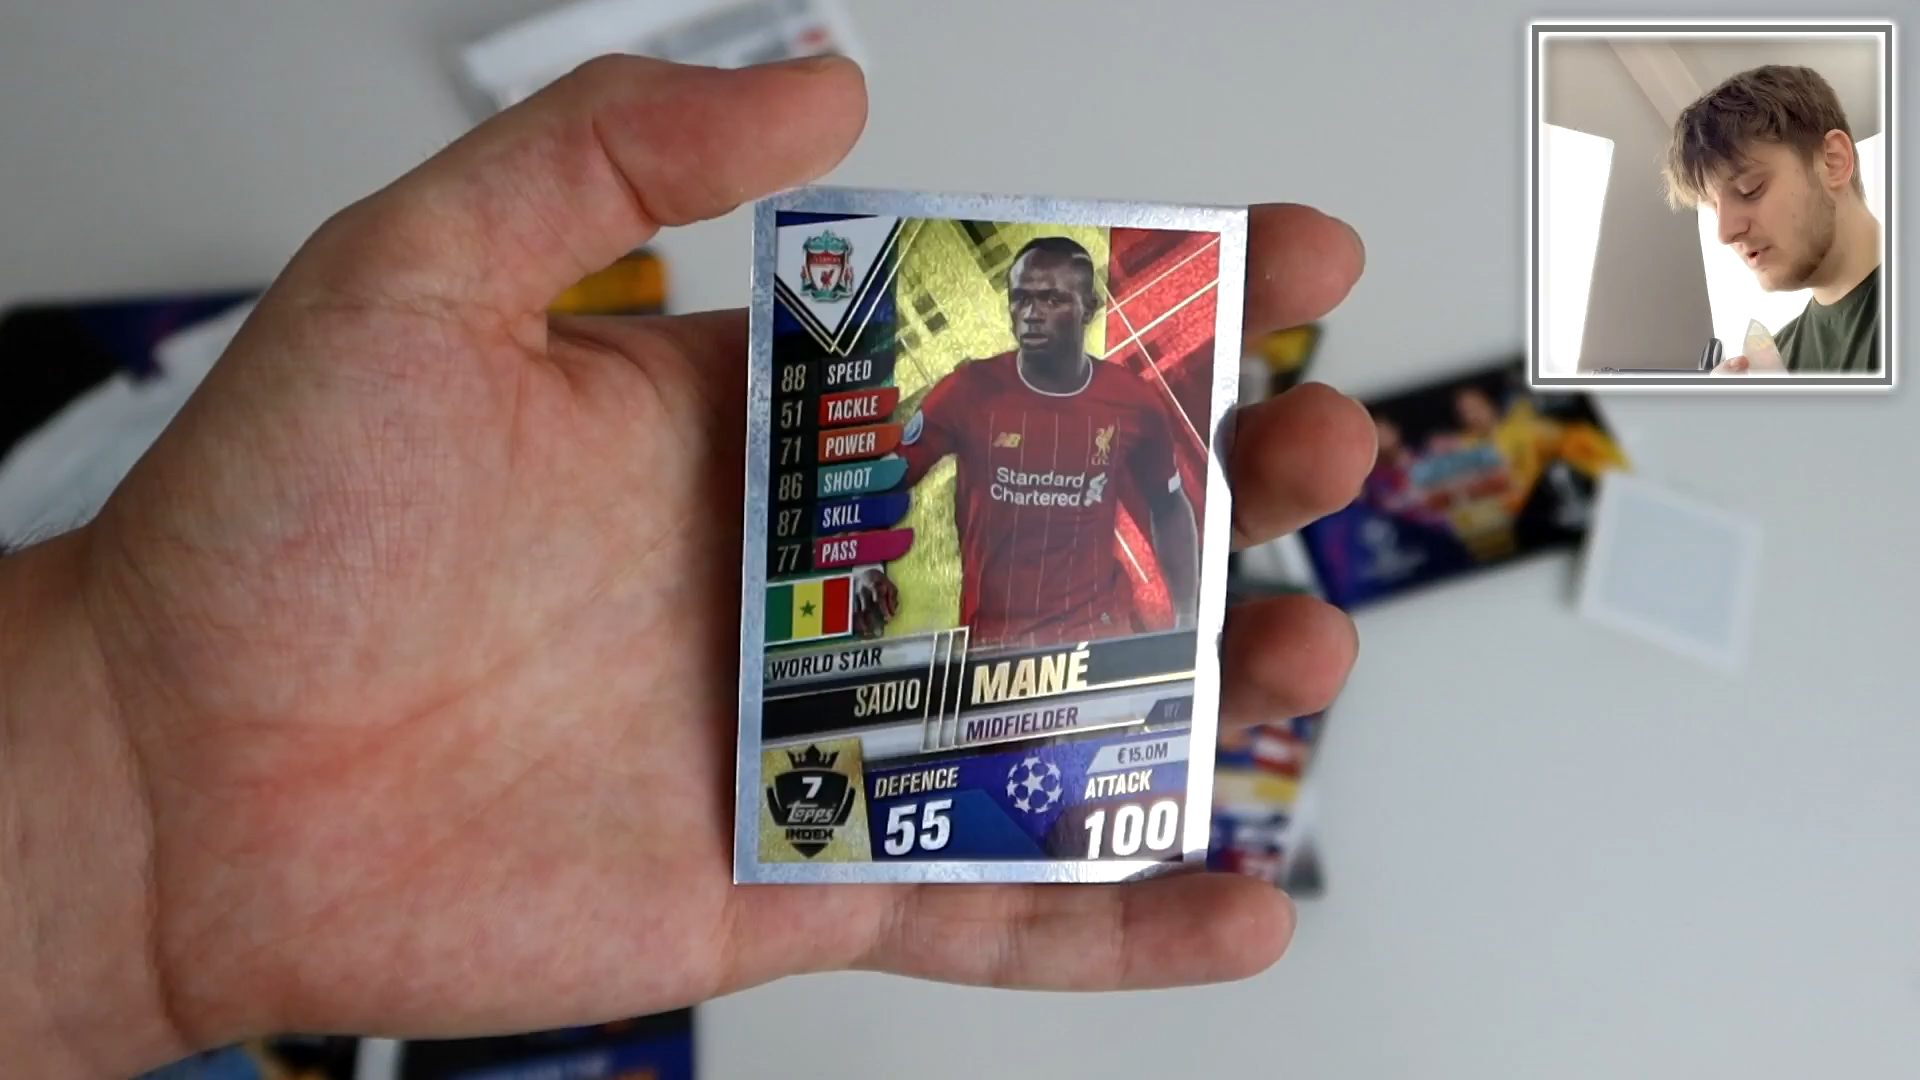 88 SPEED
51 TACKLE
71 POWER
86 SHOOT
87 SKILL
77 PASS
NB
L.F.C.
Standard
Chartered
WORLD STAR
SADIO MANÉ
MIDFIELDER
€15.0M
7
Topps
INDEX
DEFENCE
55
ATTACK
100